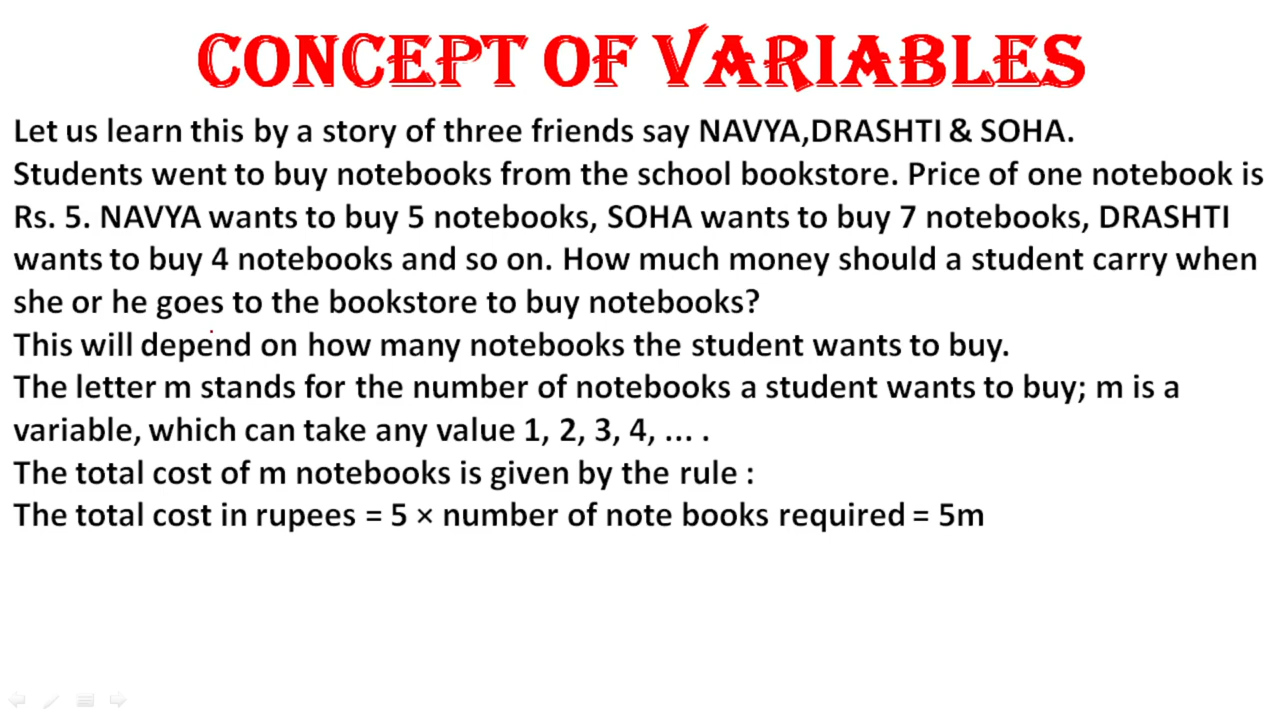 CONCEPT OF VARIABLES
Let us learn this by a story of three friends say NAVYA,DRASHTI & SOHA.
Students went to buy notebooks from the school bookstore. Price of one notebook is
Rs. 5. NAVYA wants to buy 5 notebooks, SOHA wants to buy 7 notebooks, DRASHTI
wants to buy 4 notebooks and so on. How much money should a student carry when
she or he goes to the bookstore to buy notebooks?
This will depend on how many notebooks the student wants to buy.
The letter m stands for the number of notebooks a student wants to buy; m is a
variable, which can take any value 1, 2, 3, 4, ... .
The total cost of m notebooks is given by the rule :
The total cost in rupees = 5 × number of note books required = 5m